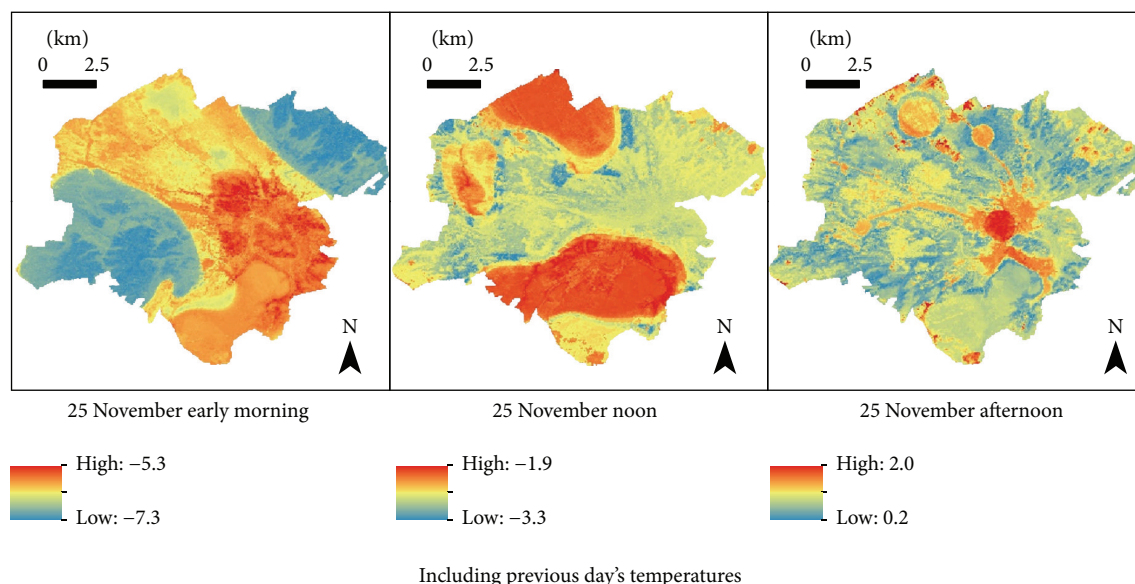 (km)
0 2.5
N
(km)
0 2.5
N
(km)
0 2.5
N
25 November early morning
25 November noon
25 November afternoon
High: −5.3
Low: −7.3
High: −1.9
Low: −3.3
High: 2.0
Low: 0.2
Including previous day's temperatures